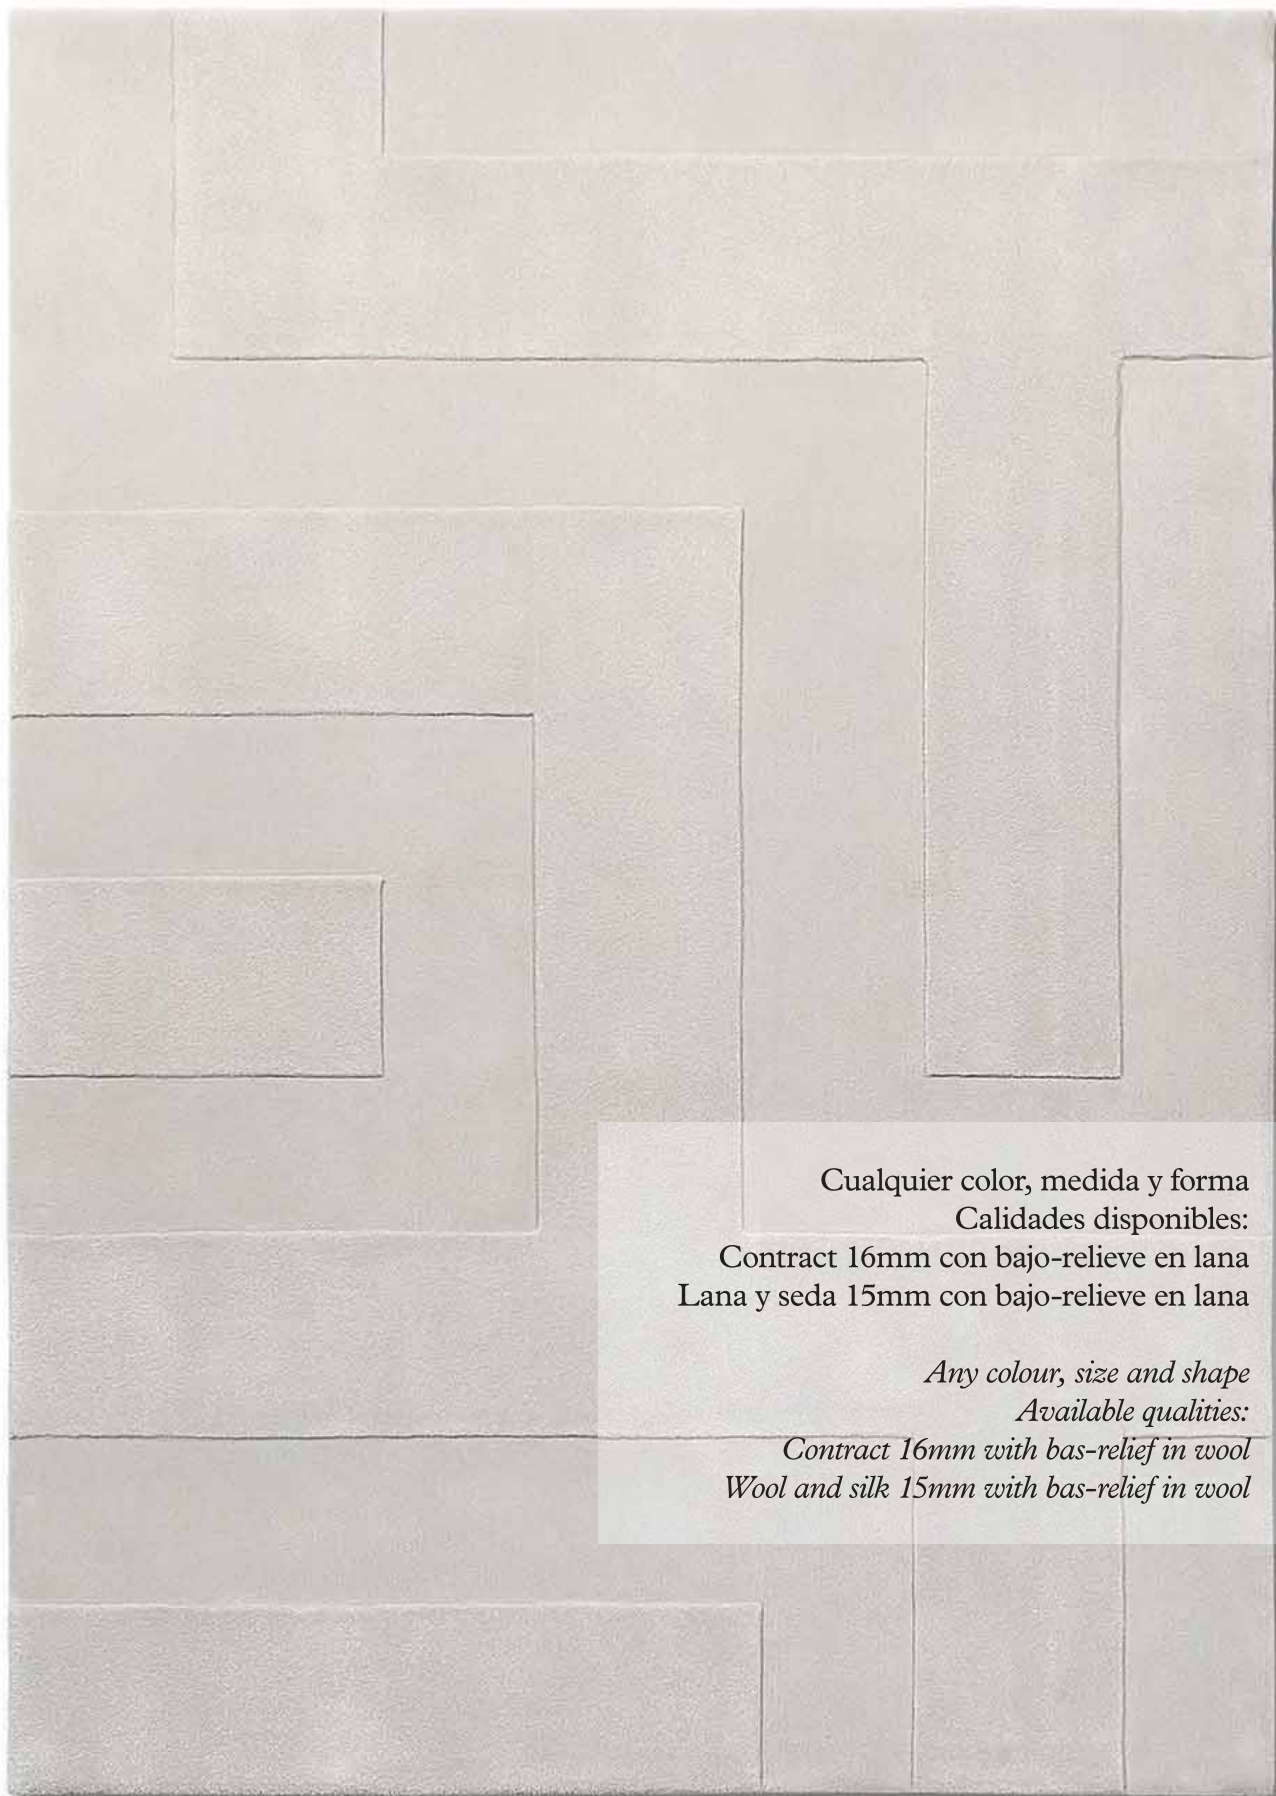 Cualquier color, medida y forma
Calidades disponibles:
Contract 16mm con bajo-relieve en lana
Lana y seda 15mm con bajo-relieve en lana
Any colour, size and shape
Available qualities:
Contract 16mm with bas-relief in wool
Wool and silk 15mm with bas-relief in wool